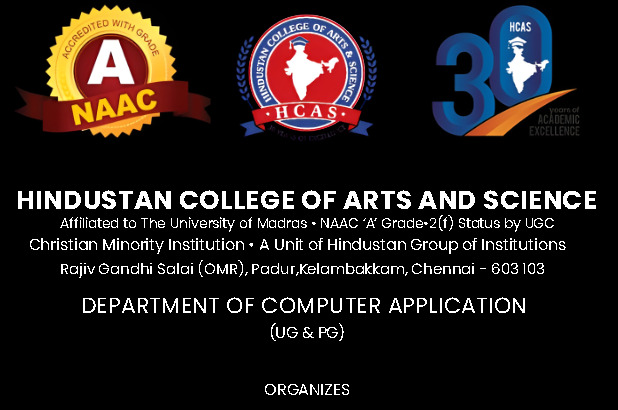 ACCREDITED WITH GRADE
A
NAAC
HINDUSTAN COLLEGE OF ARTS & SCIENCE
• HCAS •
30
HCAS
years of
ACADEMIC
EXCELLENCE
HINDUSTAN COLLEGE OF ARTS AND SCIENCE
Affiliated to The University of Madras • NAAC ‘A’ Grade•2(f) Status by UGC
Christian Minority Institution • A Unit of Hindustan Group of Institutions
Rajiv Gandhi Salai (OMR), Padur,Kelambakkam, Chennai - 603 103
DEPARTMENT OF COMPUTER APPLICATION
(UG & PG)
ORGANIZES